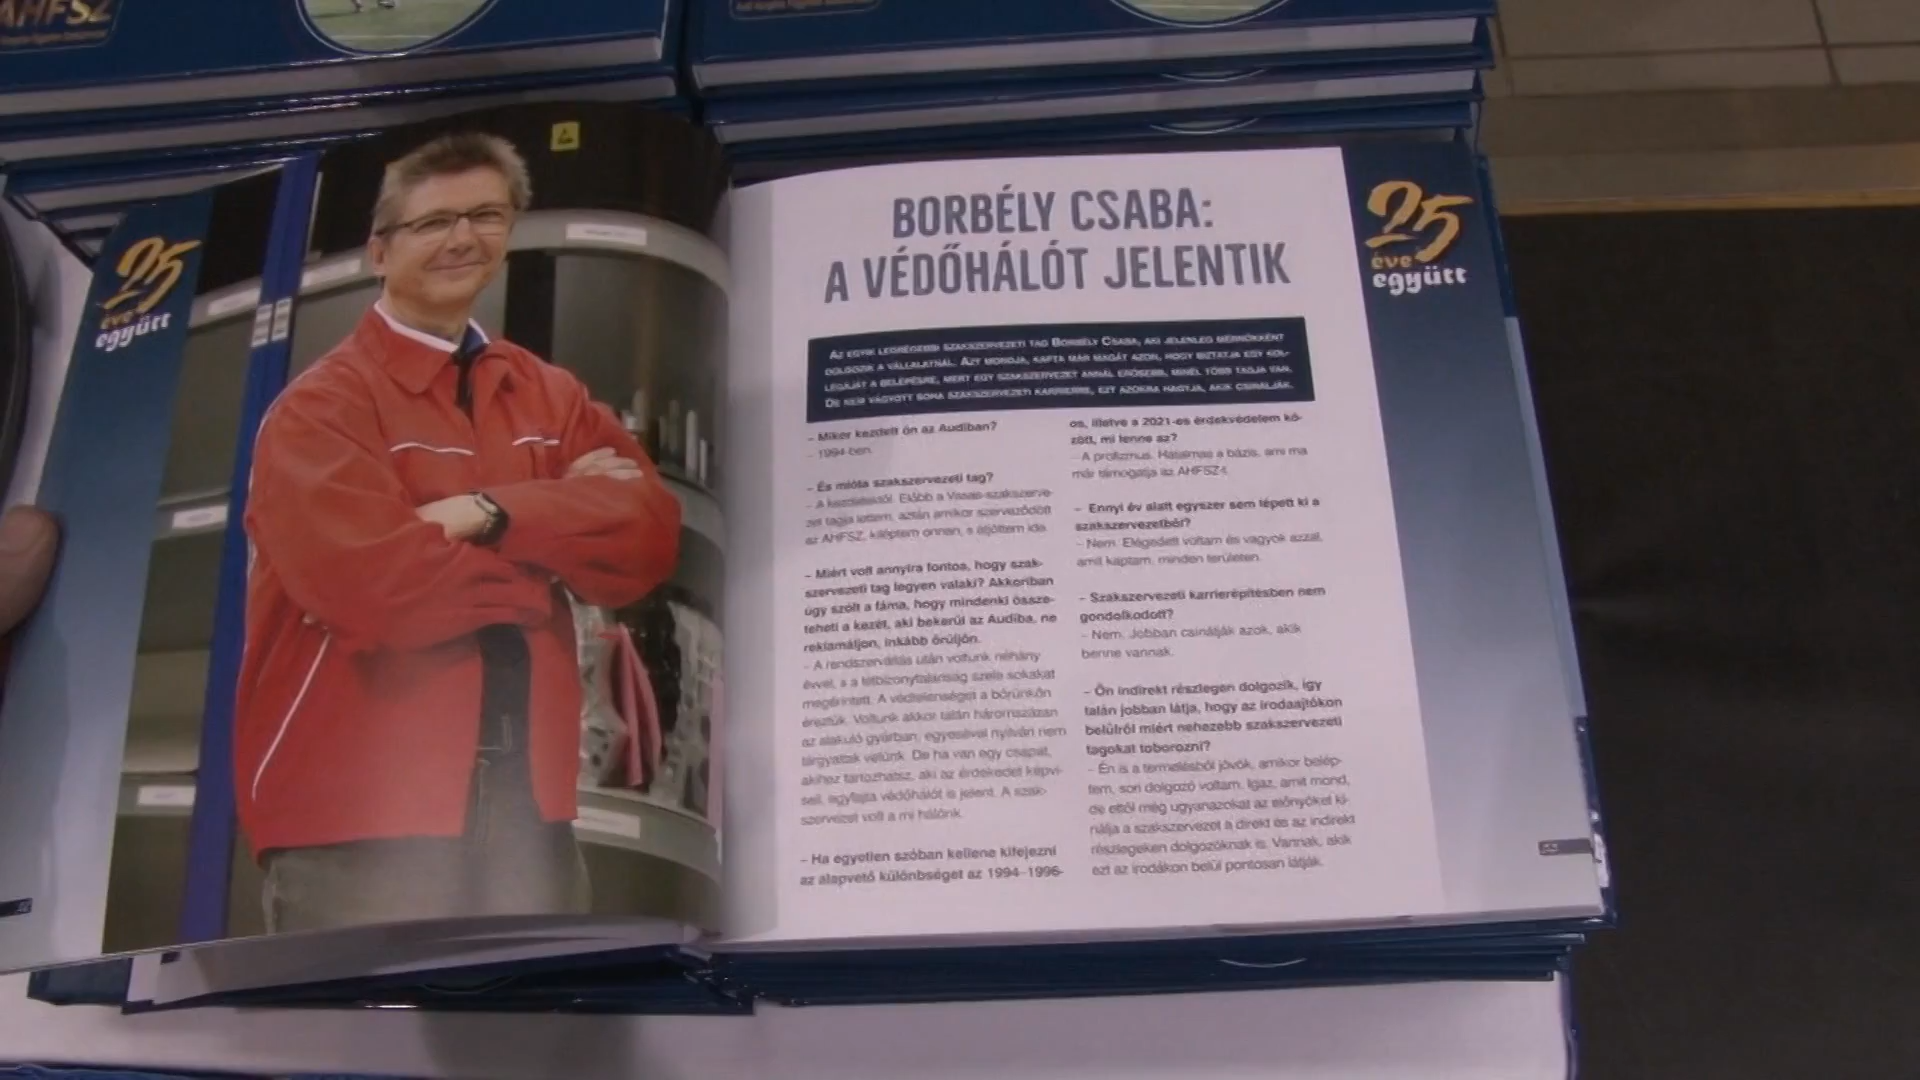 AHFSZ
25
éve
együtt
BORBÉLY CSABA:
A VÉDŐHÁLÓT JELENTIK
25
éve
együtt
Az egyik legrégebbi szakszervezeti tag Borbély Csaba, aki jelenleg mérnökként
dolgozik a vállalatnál. Azt mondja, kapta már magát azon, hogy biztatja egy kol-
légáját a belépésre, mert egy szakszervezet annál erősebb, minél több tagja van.
De nem vágyott soha szakszervezeti karrierre, ezt azokra hagyja, akik csinálják.
– Mikor kezdett ön az Audiban?
– 1994-ben.
– És mióta szakszervezeti tag?
– A kezdetektől. Előbb a Vasas-szakszerve-
zet tagja lettem, aztán amikor szerveződött
az AHFSZ, kiléptem onnan, s átjöttem ide.
– Miért volt annyira fontos, hogy szak-
szervezeti tag legyen valaki? Akkoriban
úgy szólt a fáma, hogy mindenki össze-
teheti a kezét, aki bekerül az Audiba, ne
reklamáljon, inkább örüljön.
– A rendszerváltás után voltunk néhány
évvel, s a létbizonytalanság szele sokakat
megérintett. A védtelenséget a bőrünkön
éreztük. Voltunk akkor talán háromszázan
az alakuló gyárban, egyesével nyilván nem
tárgyaltak velünk. De ha van egy csapat,
akihez tartozhatsz, aki az érdekedet képvi-
seli, egyfajta védőhálót is jelent. A szak-
szervezet volt a mi hálónk.
– Ha egyetlen szóban kellene kifejezni
az alapvető különbséget az 1994-1996-
os, illetve a 2021-es érdekvédelem kö-
zött, mi lenne az?
– A profizmus. Hatalmas a bázis, ami ma
már támogatja az AHFSZ-t.
– Ennyi év alatt egyszer sem lépett ki a
szakszervezetből?
– Nem. Elégedett voltam és vagyok azzal,
amit kaptam, minden területen.
– Szakszervezeti karrierépítésben nem
gondolkodott?
– Nem. Jobban csinálják azok, akik
benne vannak.
– Ön indirekt részlegen dolgozik, így
talán jobban látja, hogy az irodaajtókon
belülről miért nehezebb szakszervezeti
tagokat toborozni?
– Én is a termelésből jövök, amikor belép-
tem, sori dolgozó voltam. Igaz, amit mond,
de ettől még ugyanazokat az előnyöket kí-
nálja a szakszervezet a direkt és az indirekt
részlegeken dolgozóknak is. Vannak, akik
ezt az irodákon belül pontosan látják.